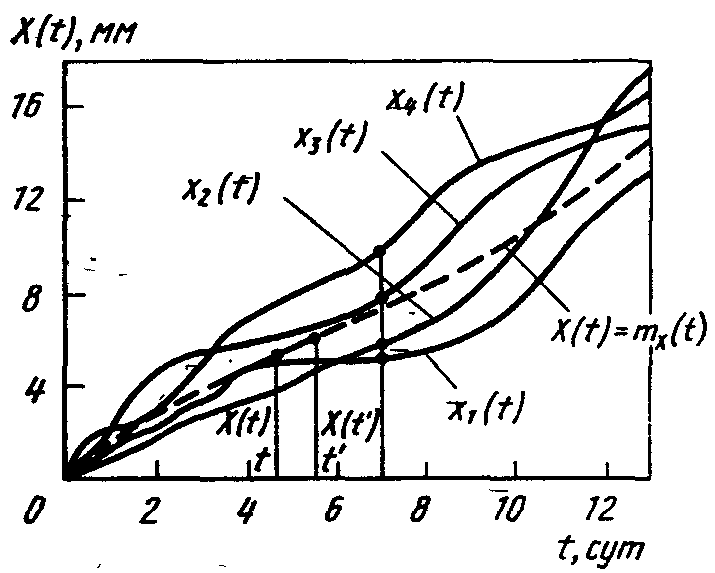 X(t), мм
16
x₄(t)
x₃(t)
12
x₂(t)
8
X(t)=mₓ(t)
4
X(t)
X(t')
x₁(t)
t
t'
0
2
4
6
8
10
12
t, сут